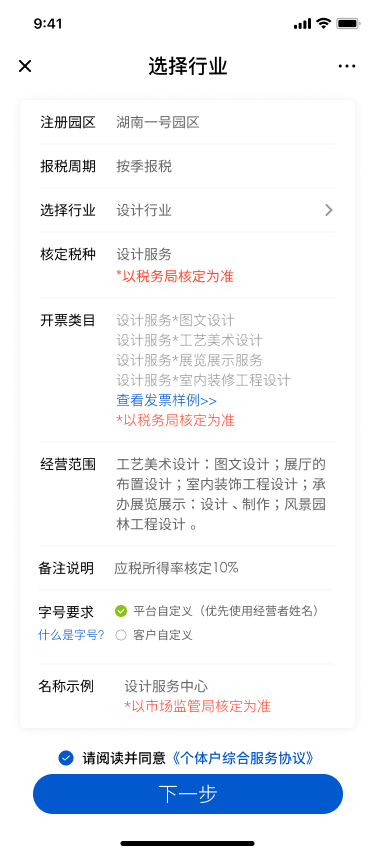 9:41
选择行业
注册园区 湖南一号园区
报税周期 按季报税
选择行业 设计行业
核定税种 设计服务
*以税务局核定为准
开票类目 设计服务*图文设计
设计服务*工艺美术设计
设计服务*展览展示服务
设计服务*室内装修工程设计
查看发票样例>>
*以税务局核定为准
经营范围 工艺美术设计：图文设计；展厅的
布置设计；室内装饰工程设计；承
办展览展示：设计、制作；风景园
林工程设计。
备注说明 应税所得率核定10%
字号要求 平台自定义（优先使用经营者姓名）
什么是字号? 客户自定义
名称示例 设计服务中心
*以市场监管局核定为准
请阅读并同意《个体户综合服务协议》
下一步